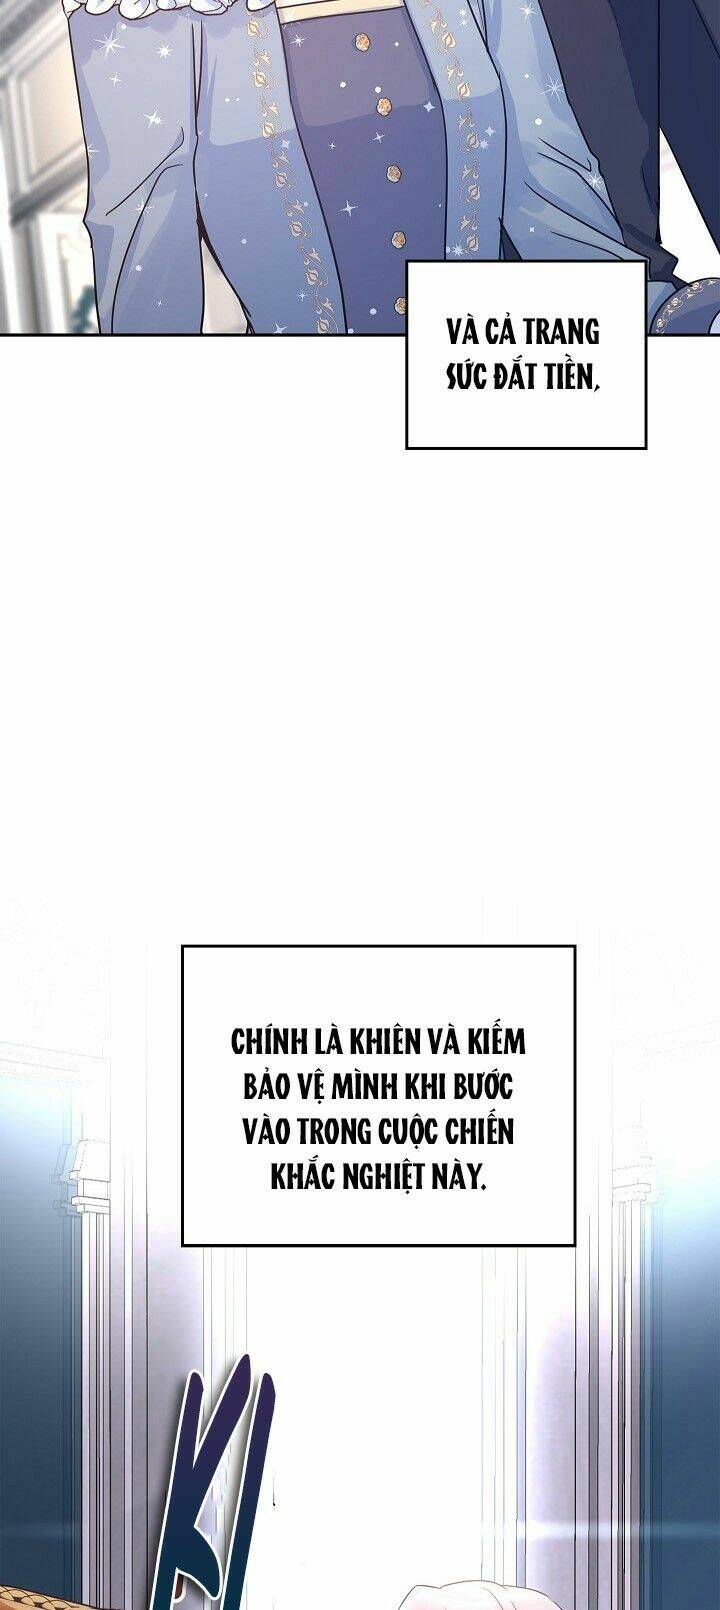 VÀ CẢ TRANG
SỨC ĐẮT TIỀN,
CHÍNH LÀ KHIÊN VÀ KIẾM
BẢO VỆ MÌNH KHI BƯỚC
VÀO TRONG CUỘC CHIẾN
KHẮC NGHIỆT NÀY.